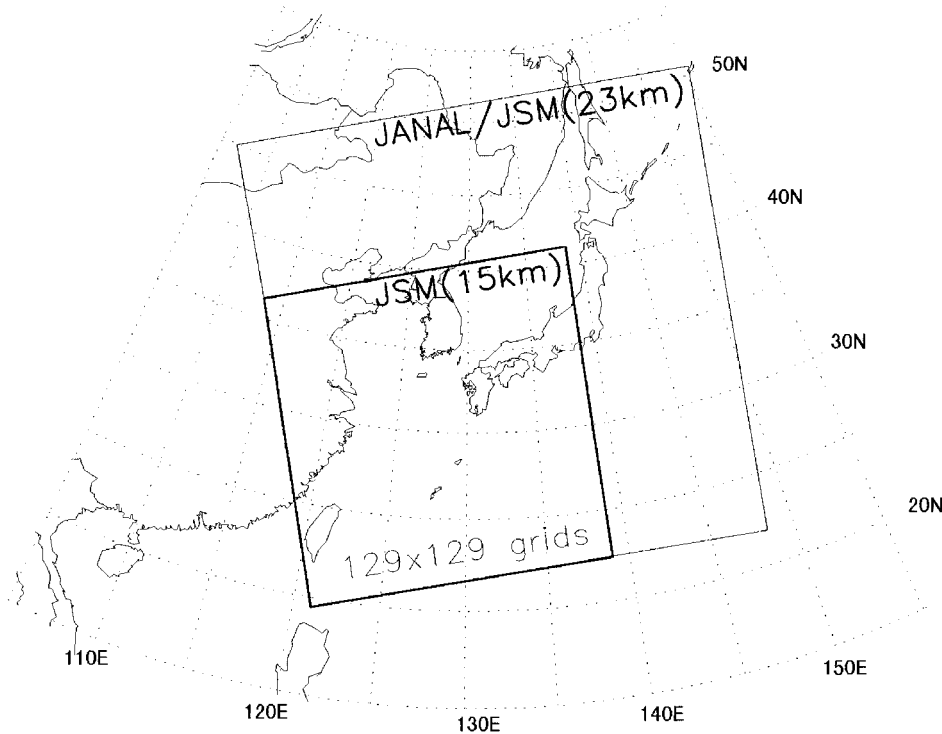 50N
JANAL/JSM(23km)
40N
JSM(15km)
30N
20N
129x129 grids
110E
150E
120E
140E
130E